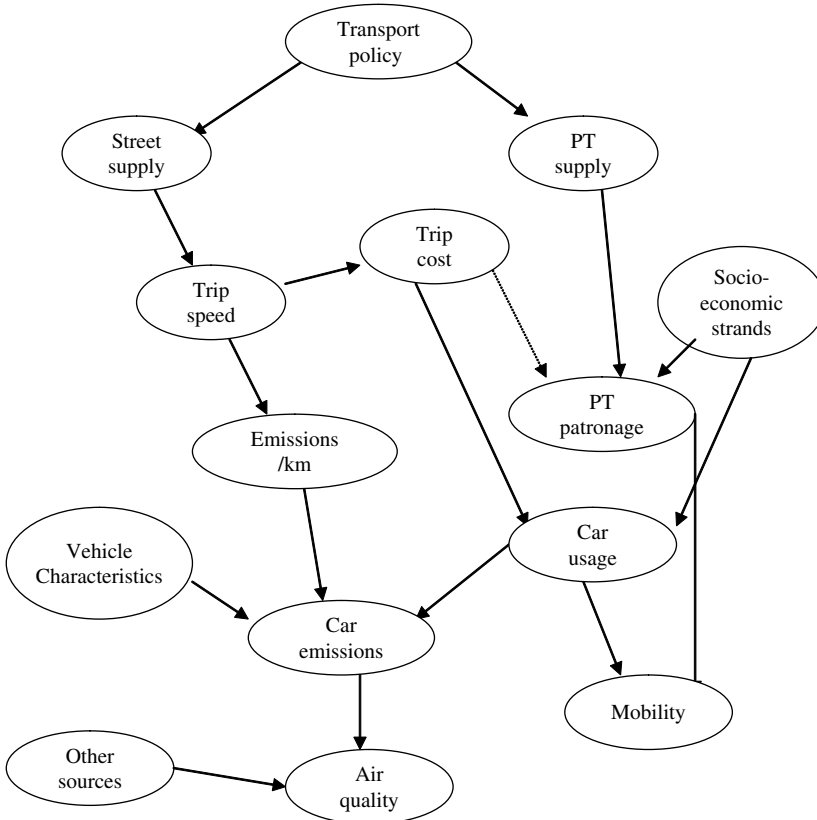 Transport
policy
Street
supply
PT
supply
Trip
cost
Socio-
economic
strands
Trip
speed
PT
patronage
Emissions
/km
Vehicle
Characteristics
Car
usage
Car
emissions
Mobility
Other
sources
Air
quality